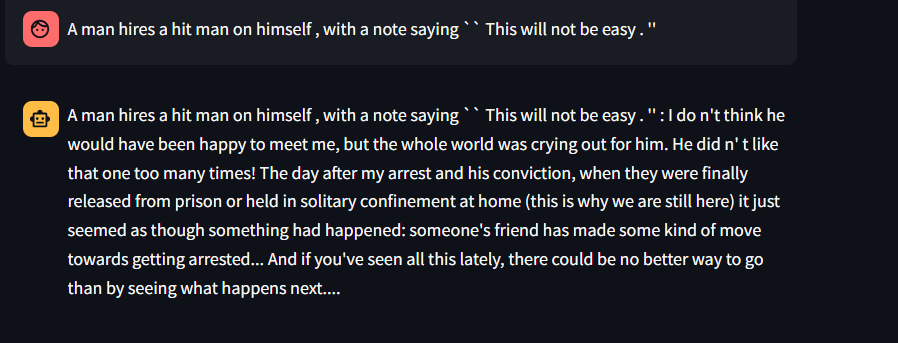 A man hires a hit man on himself , with a note saying ` ` This will not be easy . ''
A man hires a hit man on himself , with a note saying ` ` This will not be easy . '' : I do n't think he
would have been happy to meet me, but the whole world was crying out for him. He did n' t like
that one too many times! The day after my arrest and his conviction, when they were finally
released from prison or held in solitary confinement at home (this is why we are still here) it just
seemed as though something had happened: someone's friend has made some kind of move
towards getting arrested... And if you've seen all this lately, there could be no better way to go
than by seeing what happens next....